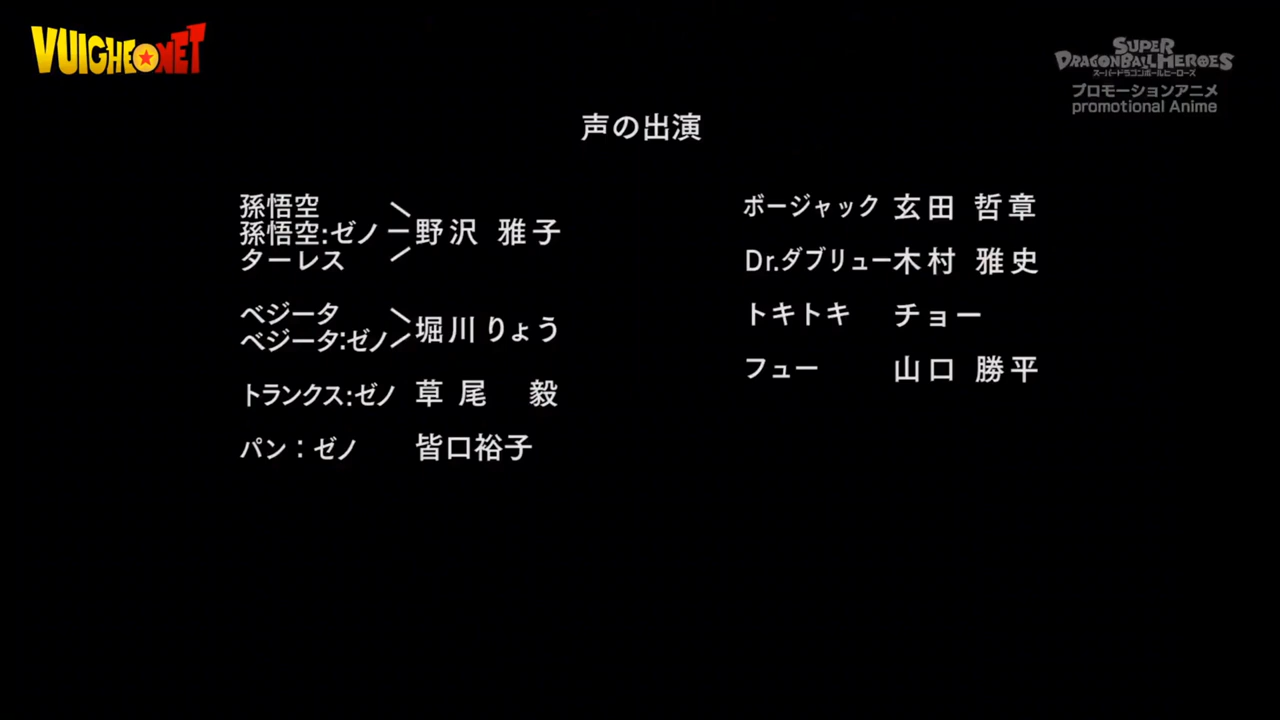 VUIGHE NET
SUPER
DRAGONBALL HEROES
スーパードラゴンボールヒーローズ
プロモーションアニメ
promotional Anime
声の出演
孫悟空
孫悟空:ゼノ 野沢 雅子
ターレス
ベジータ
ベジータ:ゼノ 堀川りょう
トランクス:ゼノ 草尾 毅
パン:ゼノ 皆口裕子
ボージャック 玄田 哲章
Dr.ダブリュー 木村 雅史
トキトキ チョー
フュー 山口 勝平